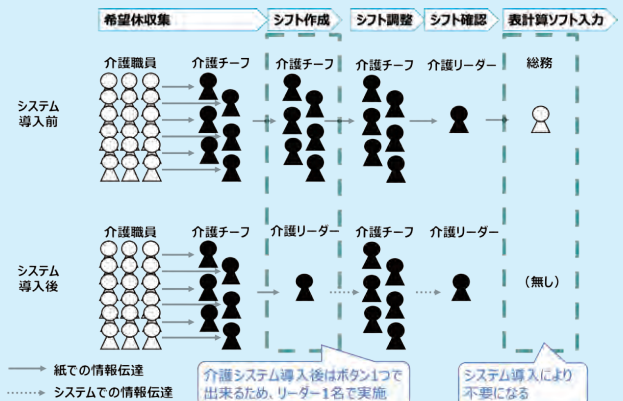 希望休収集
シフト作成
シフト調整
シフト確認
表計算ソフト入力
介護職員
介護チーフ
介護チーフ
介護チーフ
介護リーダー
総務
システム
導入前
介護職員
介護チーフ
介護リーダー
介護チーフ
介護リーダー
システム
導入後
(無し)
紙での情報伝達
システムでの情報伝達
介護システム導入後はボタン1つで
出来るため、リーダー1名で実施
システム導入により
不要になる